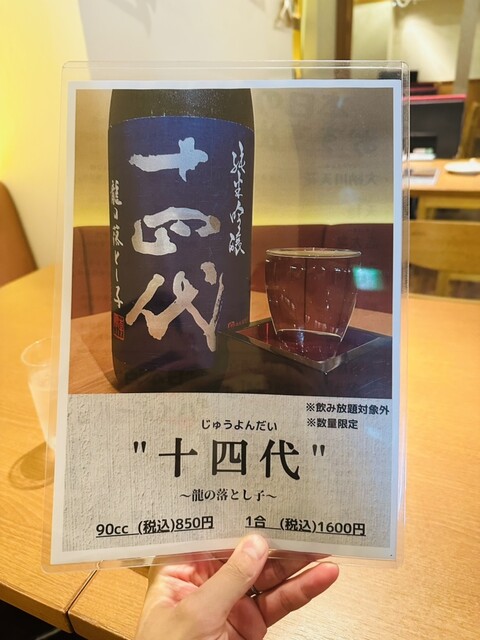 純米吟醸
十四代
龍の落とし子
※飲み放題対象外
※数量限定
じゅうよんだい
"十四代"
～龍の落とし子～
90cc (税込)850円 1合 (税込)1600円